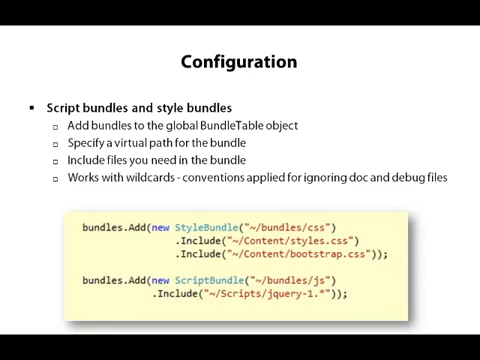 Configuration
Script bundles and style bundles
Add bundles to the global BundleTable object
Specify a virtual path for the bundle
Include files you need in the bundle
Works with wildcards - conventions applied for ignoring doc and debug files
bundles.Add(new StyleBundle("~/bundles/css")
.Include("~/Content/styles.css")
.Include("~/Content/bootstrap.css"));
bundles.Add(new ScriptBundle("~/bundles/js")
.Include("~/Scripts/jquery-1.*"));